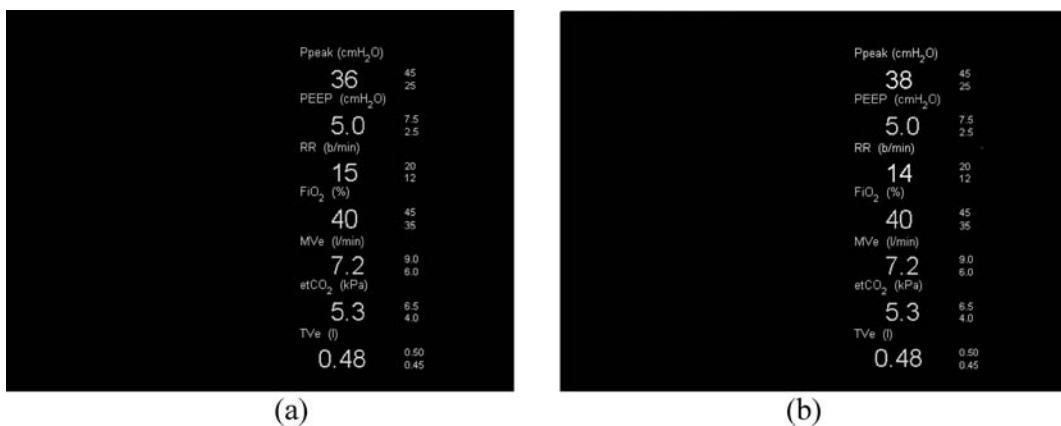 Ppeak (cmH₂O)
36 45
25
PEEP (cmH₂O)
5.0 7.5
2.5
RR (b/min)
15 20
12
FiO₂ (%)
40 45
35
MVe (l/min)
7.2 9.0
6.0
etCO₂ (kPa)
5.3 6.5
4.0
TVe (l)
0.48 0.50
0.45
(a)
Ppeak (cmH₂O)
38 45
25
PEEP (cmH₂O)
5.0 7.5
2.5
RR (b/min)
14 20
12
FiO₂ (%)
40 45
35
MVe (l/min)
7.2 9.0
6.0
etCO₂ (kPa)
5.3 6.5
4.0
TVe (l)
0.48 0.50
0.45
(b)